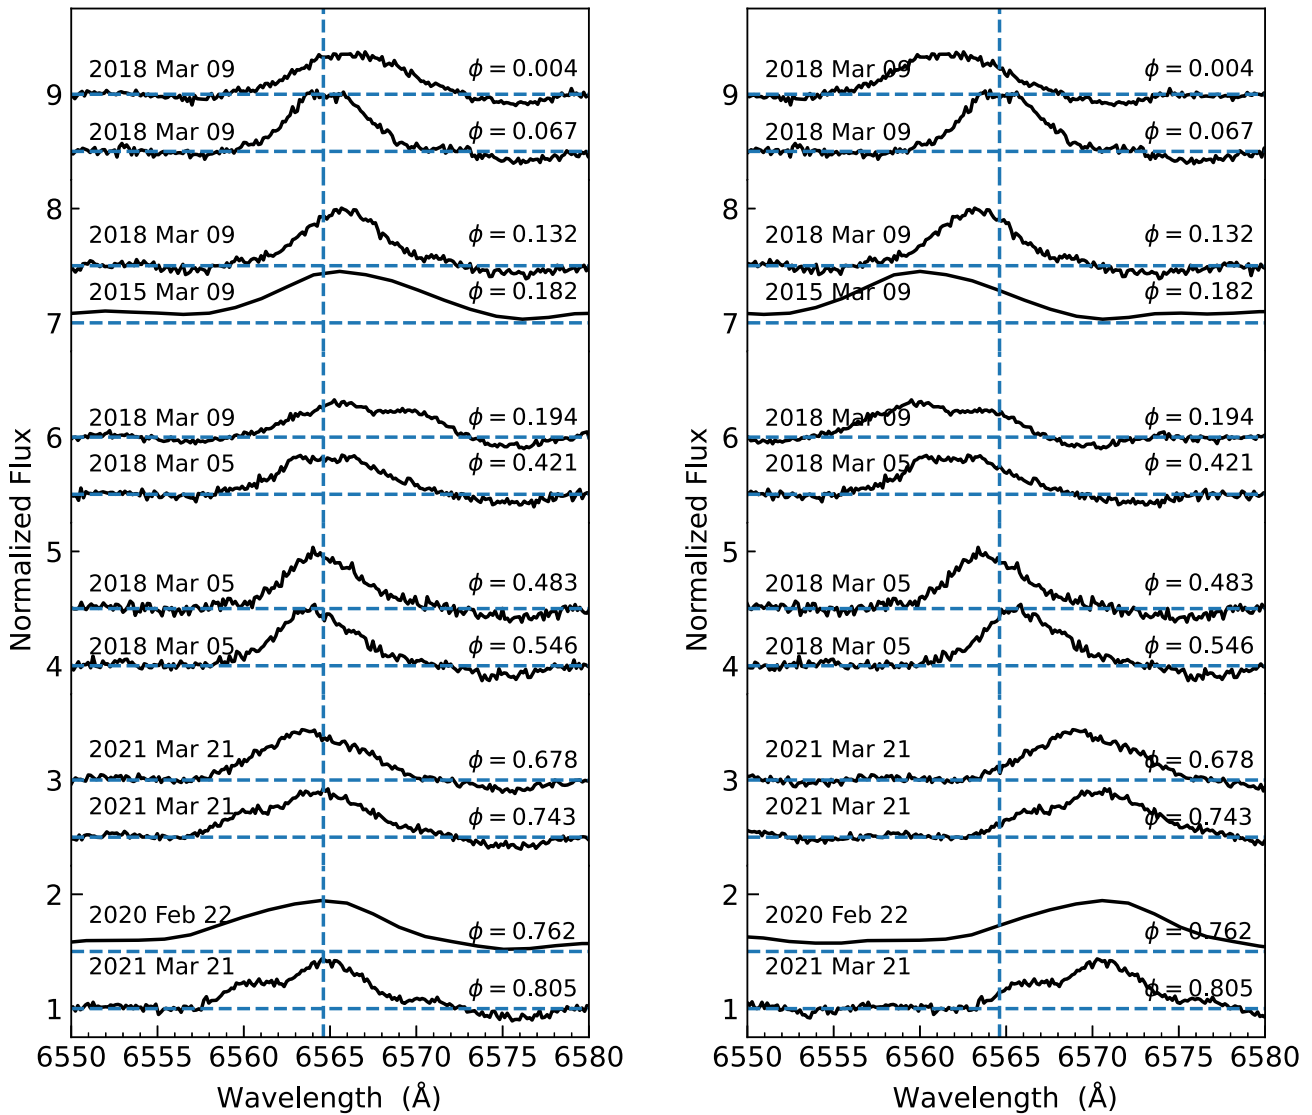 2018 Mar 09 ϕ = 0.004
9
2018 Mar 09 ϕ = 0.067
8
2018 Mar 09 ϕ = 0.132
2015 Mar 09 ϕ = 0.182
7
2018 Mar 09 ϕ = 0.194
6
2018 Mar 05 ϕ = 0.421
5
2018 Mar 05 ϕ = 0.483
2018 Mar 05 ϕ = 0.546
4
2021 Mar 21 ϕ = 0.678
3
2021 Mar 21 ϕ = 0.743
2
2020 Feb 22 ϕ = 0.762
2021 Mar 21 ϕ = 0.805
1
Normalized Flux
6550 6555 6560 6565 6570 6575 6580
Wavelength (Å)
2018 Mar 09 ϕ = 0.004
9
2018 Mar 09 ϕ = 0.067
8
2018 Mar 09 ϕ = 0.132
2015 Mar 09 ϕ = 0.182
7
2018 Mar 09 ϕ = 0.194
6
2018 Mar 05 ϕ = 0.421
5
2018 Mar 05 ϕ = 0.483
2018 Mar 05 ϕ = 0.546
4
2021 Mar 21 ϕ = 0.678
3
2021 Mar 21 ϕ = 0.743
2
2020 Feb 22 ϕ = 0.762
2021 Mar 21 ϕ = 0.805
1
Normalized Flux
6550 6555 6560 6565 6570 6575 6580
Wavelength (Å)